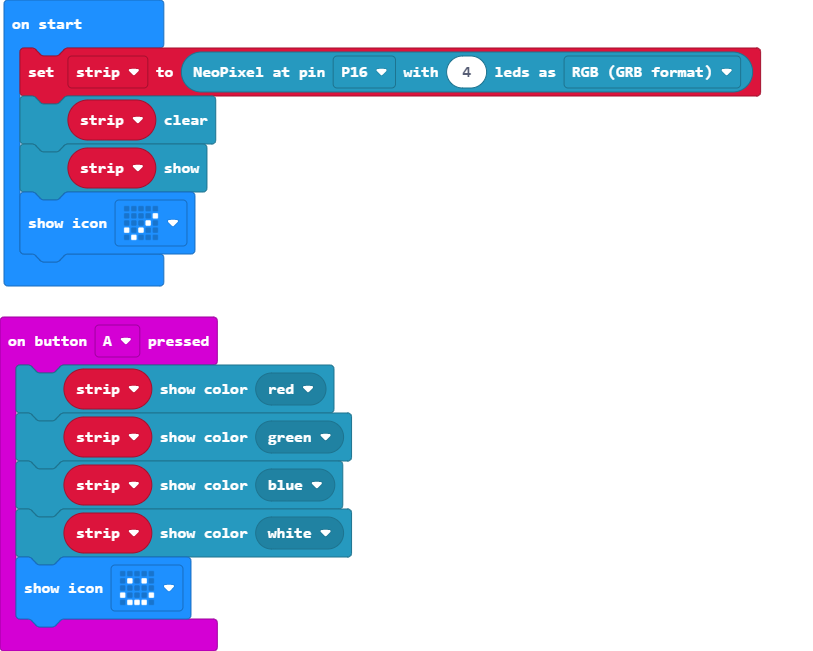 on start
set strip to NeoPixel at pin P16 with 4 leds as RGB (GRB format)
strip clear
strip show
show icon
on button A pressed
strip show color red
strip show color green
strip show color blue
strip show color white
show icon